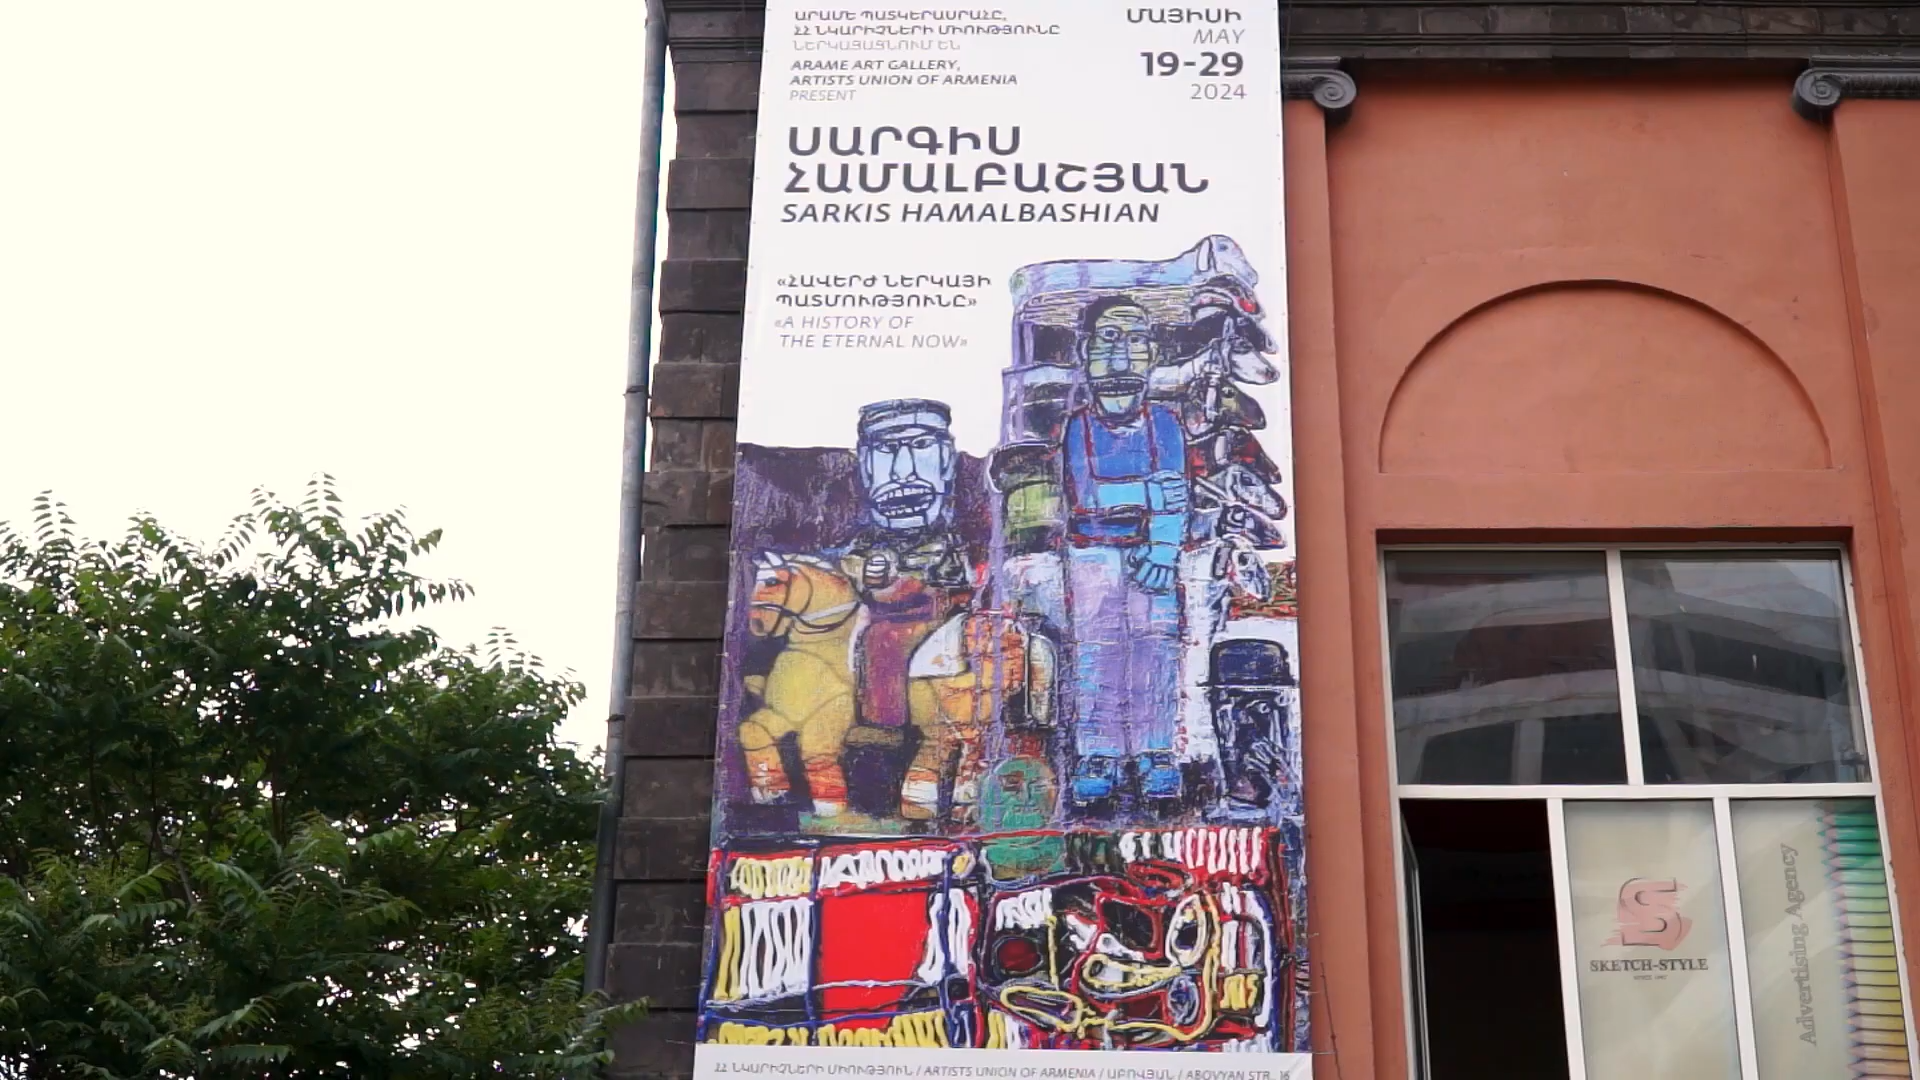 ԱՐԱՄԵ ՊԱՏԿԵՐԱՍՐԱՀԸ,
ՀՀ ՆԿԱՐԻՉՆԵՐԻ ՄԻՈՒԹՅՈՒՆԸ
ՆԵՐԿԱՅԱՑՆՈՒՄ ԵՆ
ARAME ART GALLERY,
ARTISTS UNION OF ARMENIA
PRESENT
ՄԱՅԻՍԻ
MAY
19-29
2024
ՍԱՐԳԻՍ
ՀԱՄԱԼԲԱՇՅԱՆ
SARKIS HAMALBASHIAN
«ՀԱՎԵՐԺ ՆԵՐԿԱՅԻ
ՊԱՏՄՈՒԹՅՈՒՆԸ»
«A HISTORY OF
THE ETERNAL NOW»
ՀՀ ՆԿԱՐԻՉՆԵՐԻ ՄԻՈՒԹՅՈՒՆ / ARTISTS UNION OF ARMENIA / ԱԲՈՎՅԱՆ / ABOVYAN STR. 16
S
SKETCH-STYLE
Advertising Agency